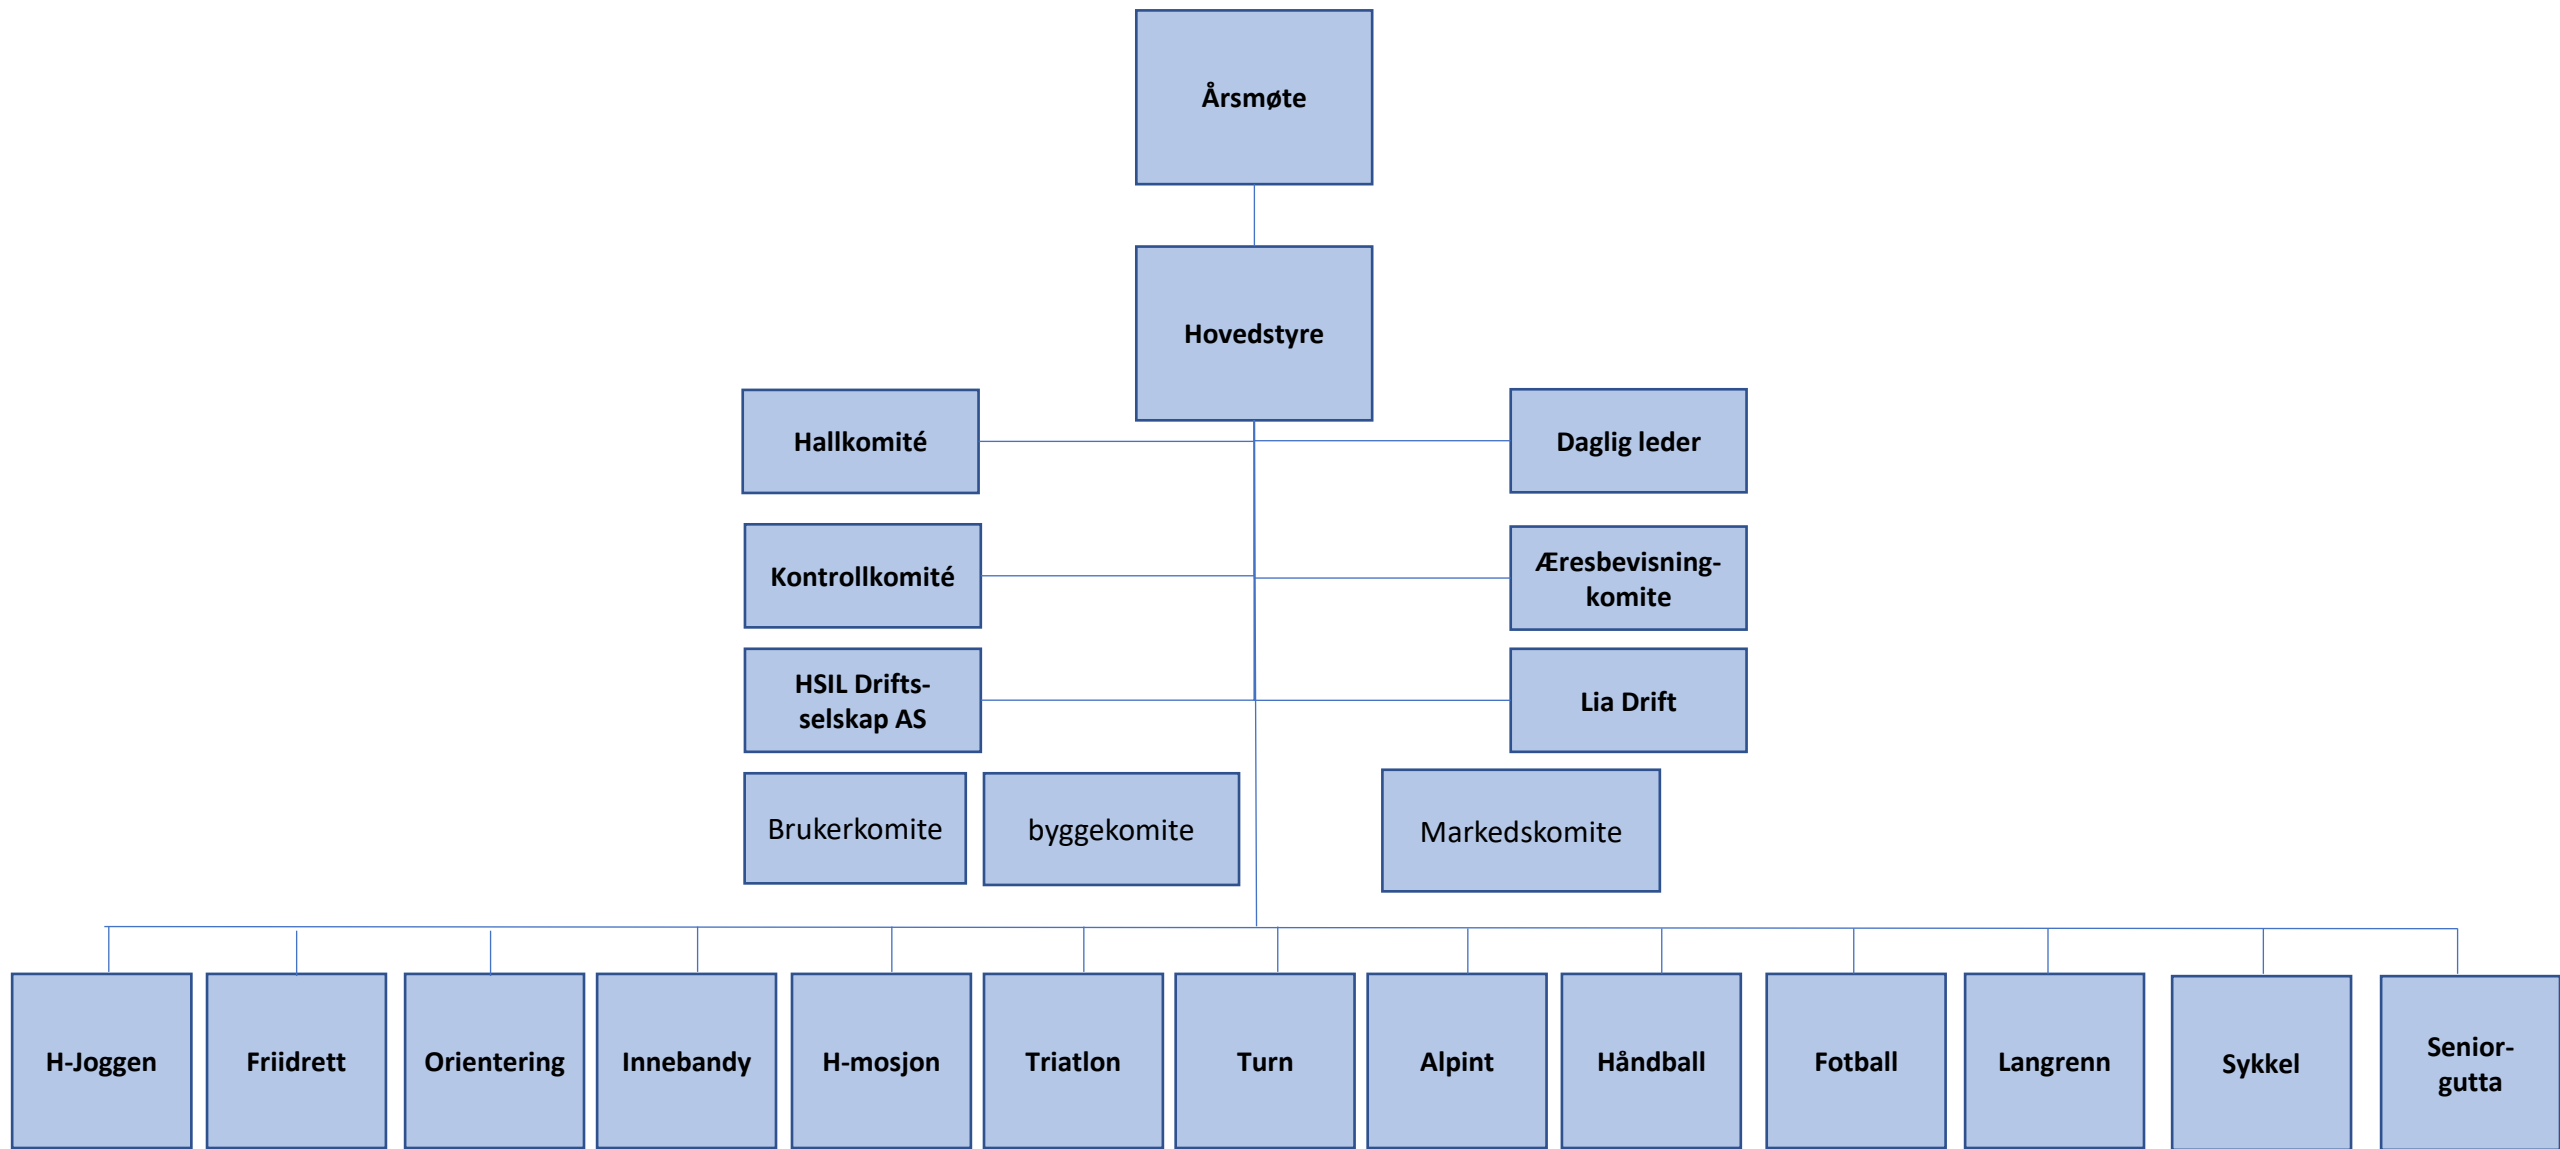 Årsmøte
Hovedstyre
Hallkomité
Daglig leder
Kontrollkomité
Æresbevisning-
komite
HSIL Drifts-
selskap AS
Lia Drift
Brukerkomite
byggekomite
Markedskomite
H-Joggen
Friidrett
Orientering
Innebandy
H-mosjon
Triatlon
Turn
Alpint
Håndball
Fotball
Langrenn
Sykkel
Senior-
gutta